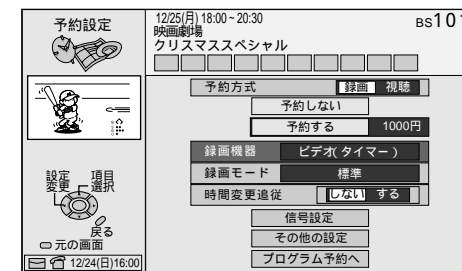 予約設定
12/25(月) 18:00~20:30
映画劇場
クリスマススペシャル
BS101
予約方式 録画 視聴
予約しない
予約する 1000円
録画機器 ビデオ(タイマー)
録画モード 標準
時間変更追従 しない する
信号設定
その他の設定
プログラム予約へ
設定変更
項目選択
戻る
元の画面
12/24(日)16:00